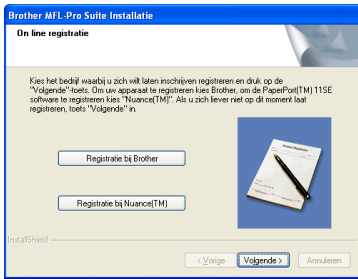 Brother MFL-Pro Suite Installatie
On line registratie
Kies het bedrijf waarbij u zich wilt laten inschrijven registreren en druk op de
"Volgende"-toets. Om uw apparaat te registreren kies Brother, om de PaperPort(TM) 11SE
software te registreren kies "Nuance(TM)". Als u zich liever niet op dit moment laat
registreren, toets "Volgende" in.
Registratie bij Brother
Product Registration
Registratie bij Nuance(TM)
InstallShield
< Vorige
Volgende >
Annuleren